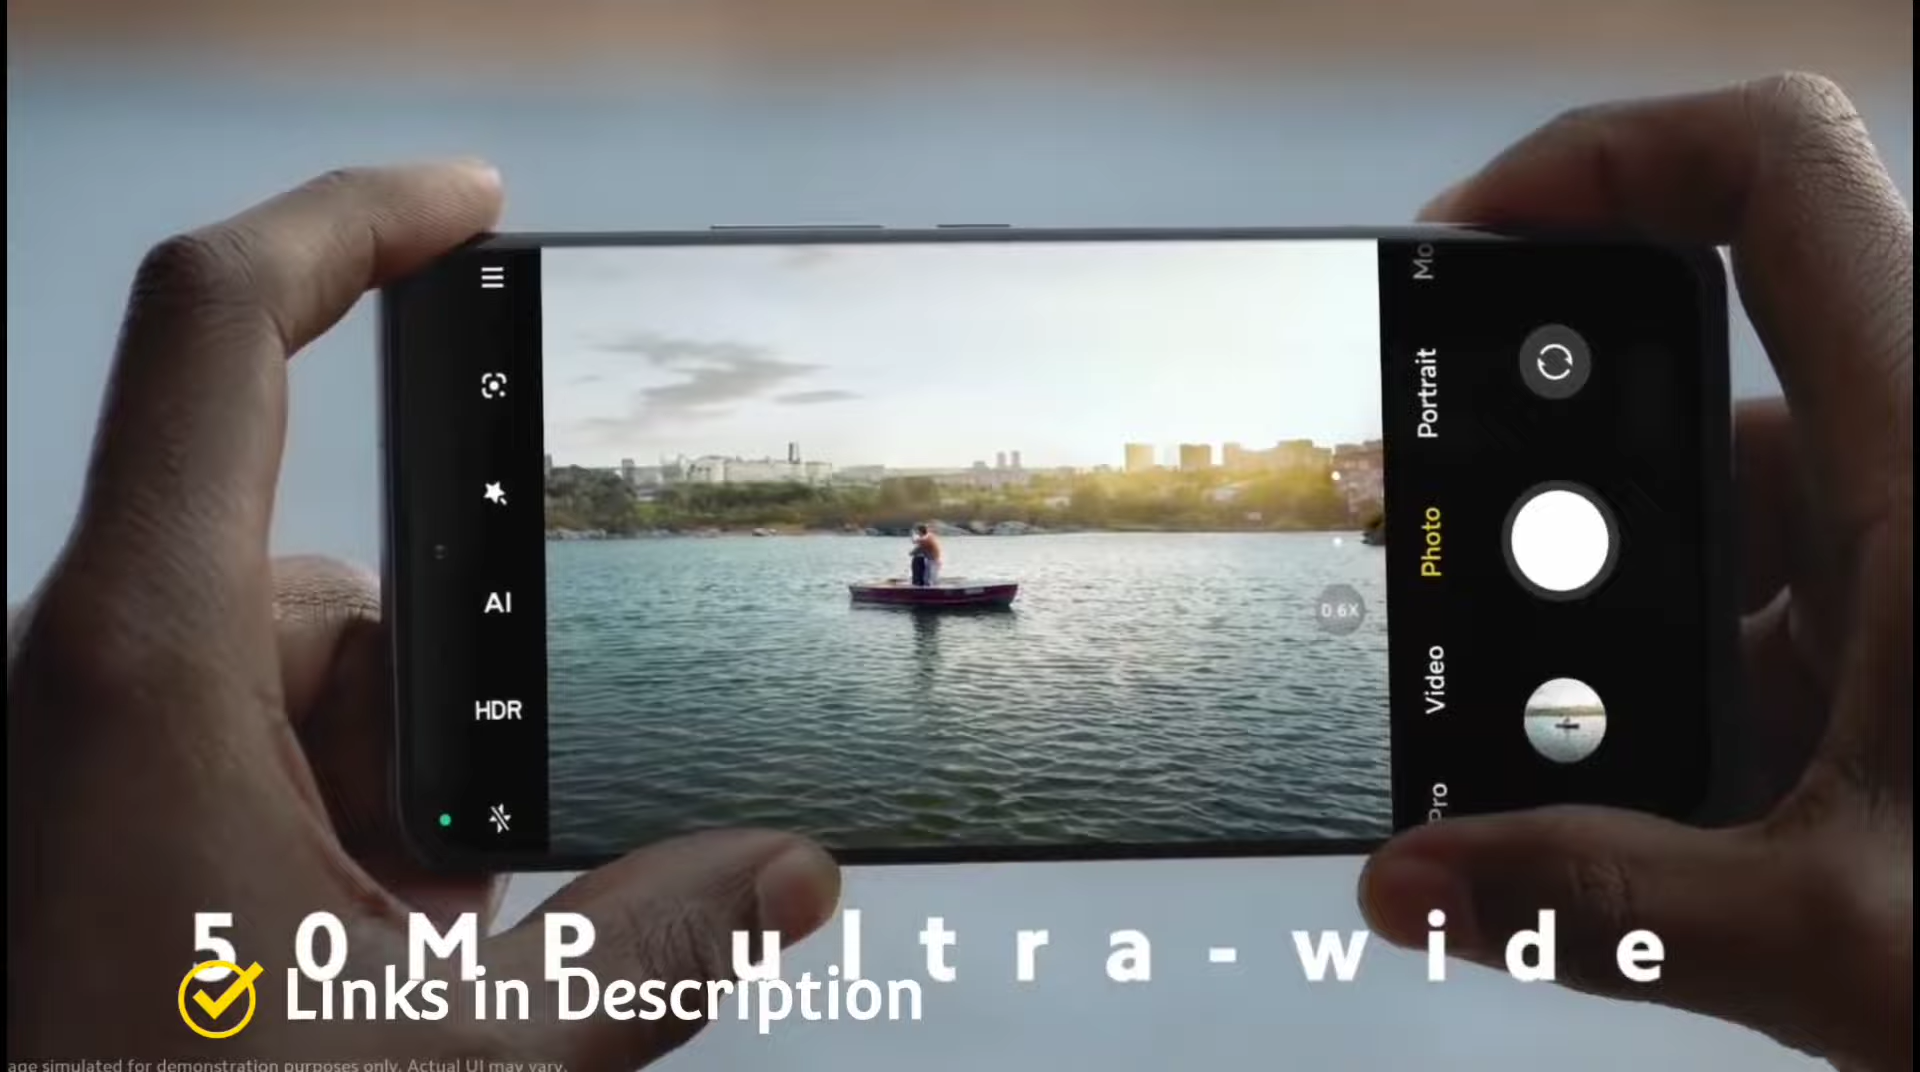 Mo
Portrait
Photo
Video
Pro
AI
HDR
0.6X
50MP ultra-wide
Links in Description
age simulated for demonstration purposes only. Actual UI may vary.